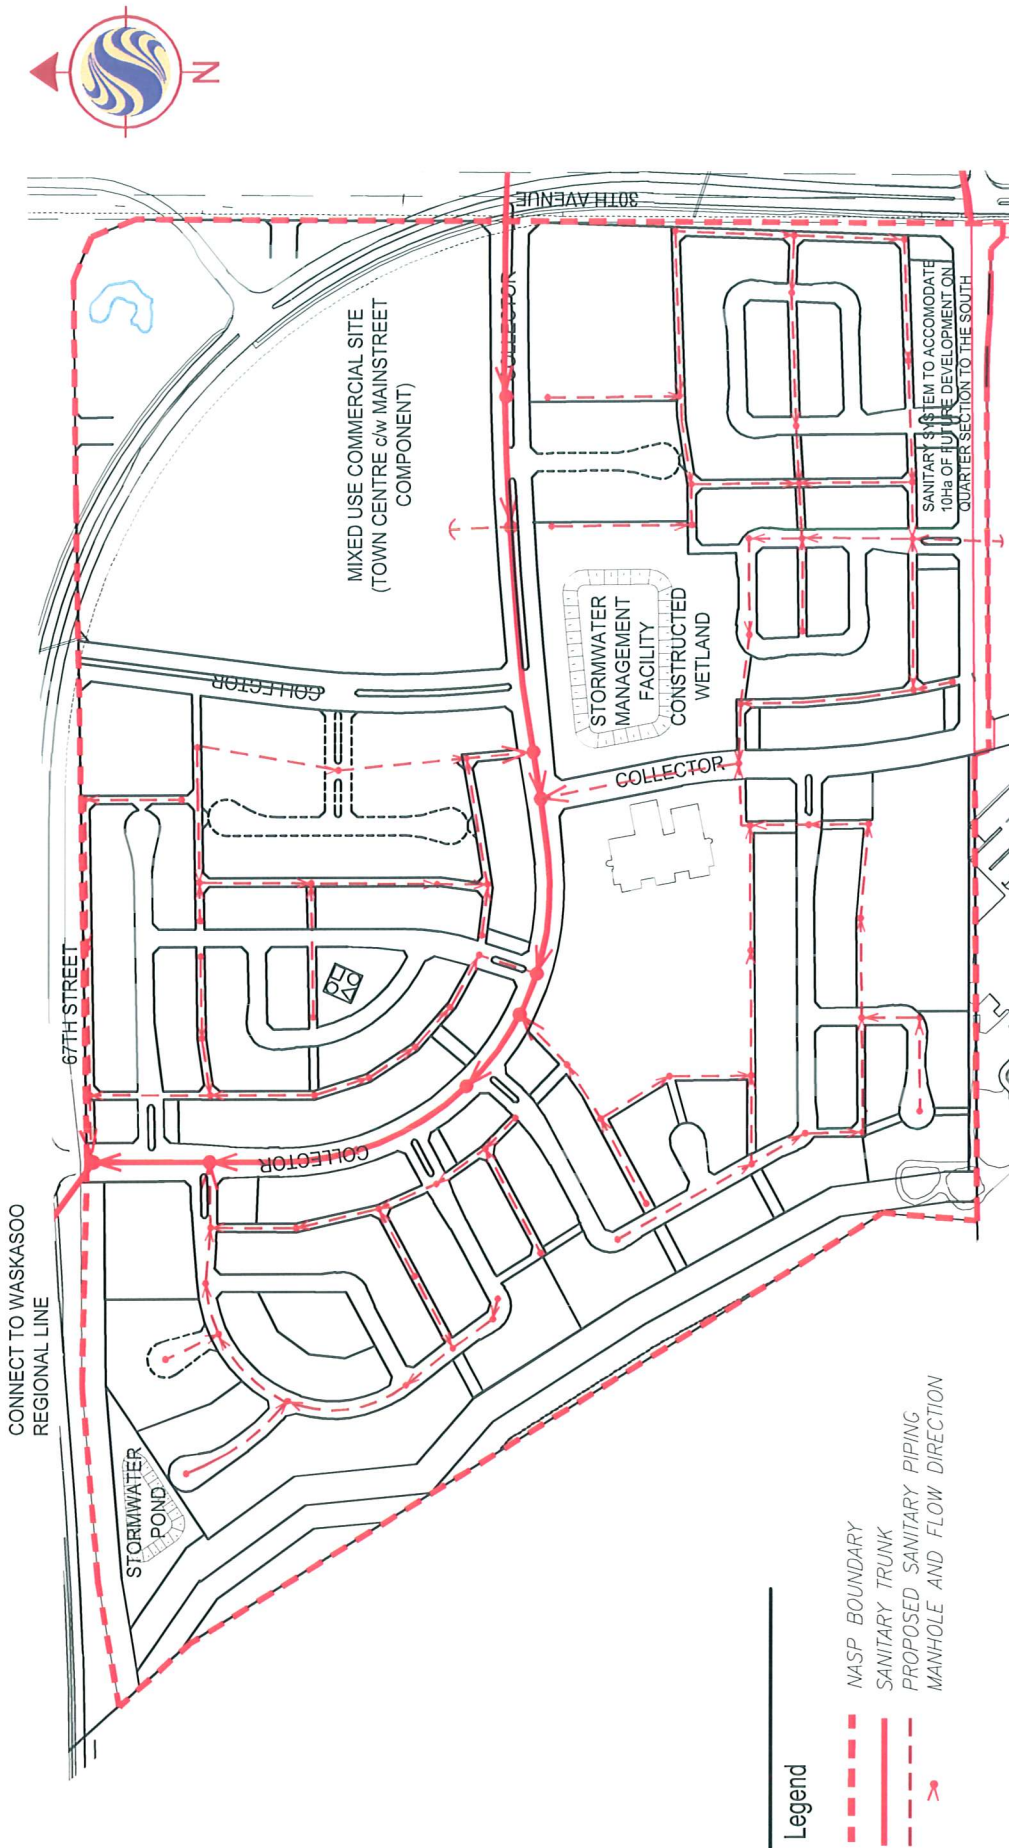 N
CONNECT TO WASKASOO
REGIONAL LINE
67TH STREET
30TH AVENUE
MIXED USE COMMERCIAL SITE
(TOWN CENTRE c/w MAINSTREET
COMPONENT)
COLLECTOR
COLLECTOR
COLLECTOR
COLLECTOR
STORMWATER
MANAGEMENT
FACILITY
CONSTRUCTED
WETLAND
SANITARY SYSTEM TO ACCOMODATE
10Ha OF FUTURE DEVELOPMENT ON
QUARTER SECTION TO THE SOUTH
STORMWATER
POND
Legend
NASP BOUNDARY
SANITARY TRUNK
PROPOSED SANITARY PIPING
MANHOLE AND FLOW DIRECTION